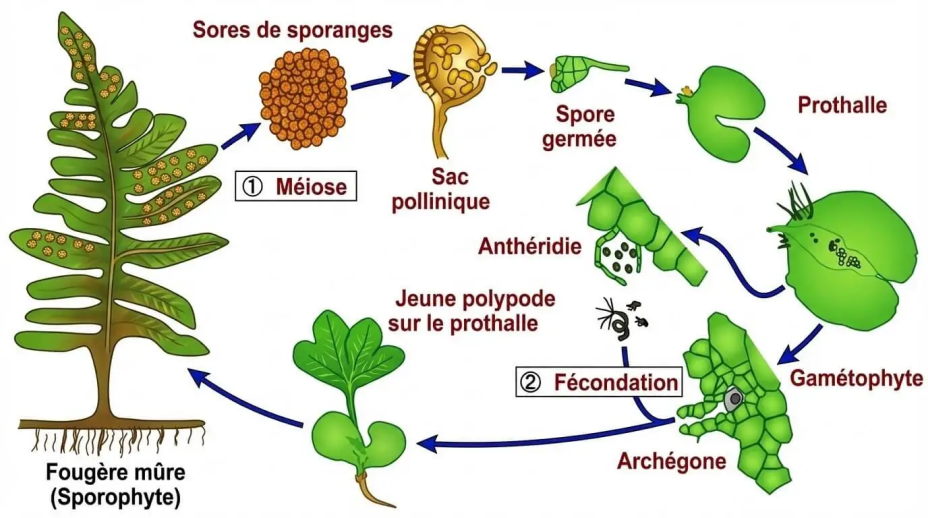 Sores de sporanges
① Méiose
Sac
pollinique
Spore
germée
Prothalle
Anthéridie
Jeune polypode
sur le prothalle
② Fécondation
Gamétophyte
Archégone
Fougère mûre
(Sporophyte)